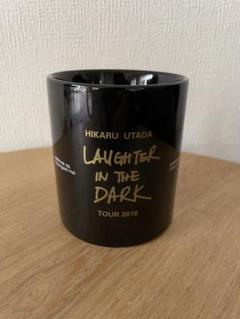 HIKARU UTADA
LAUGHTER
IN THE
DARK
TOUR 2018